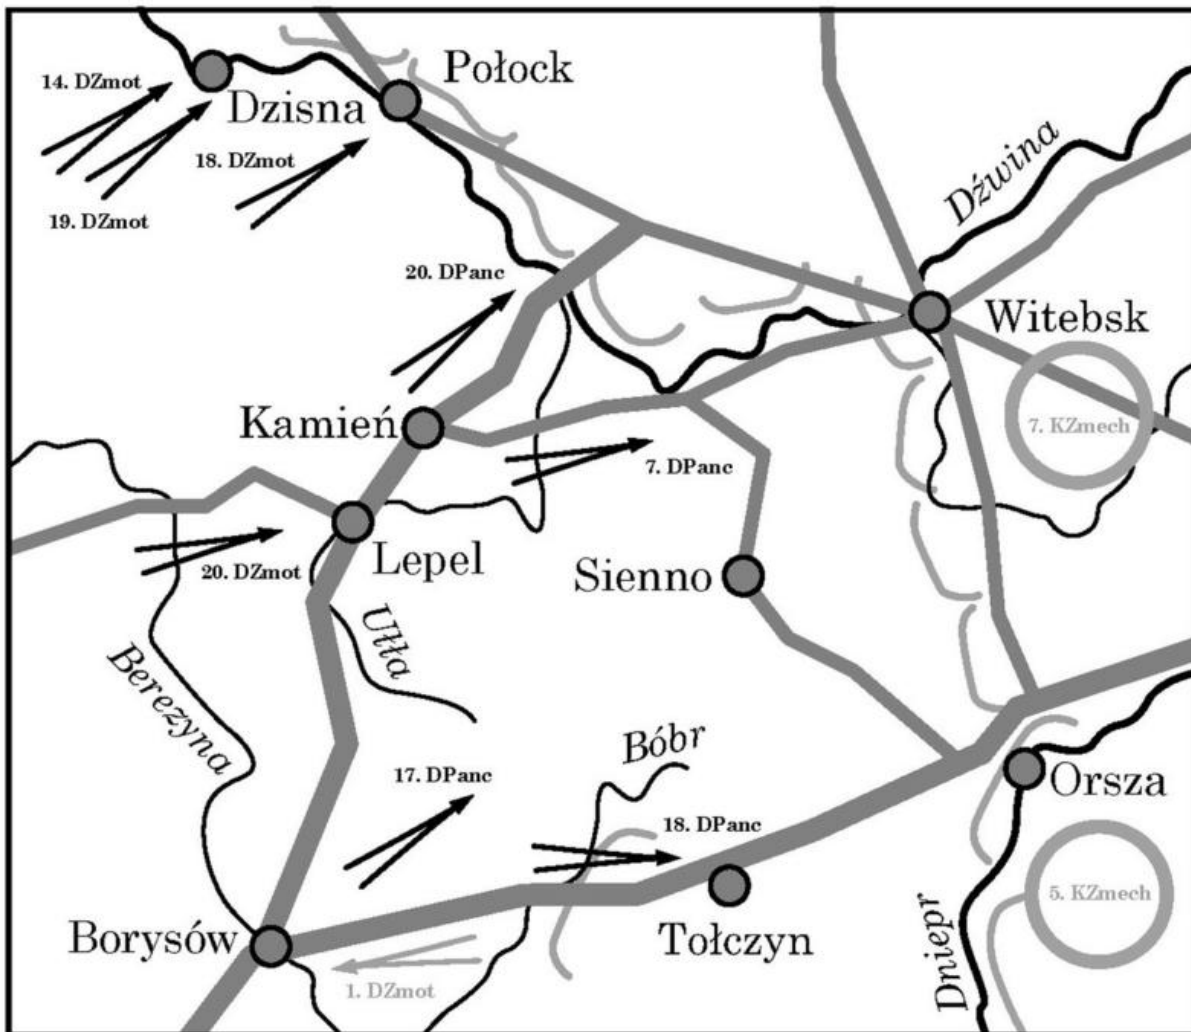 Połock
14. DZmot
Dzisna
18. DZmot
19. DZmot
Dźwina
20. DPanc
Witebsk
Kamień
7. KZmech
7. DPanc
Lepel
20. DZmot
Sienno
Ułła
Berezyna
Bóbr
17. DPanc
Orsza
18. DPanc
5. KZmech
Tołczyn
Borysów
Dniepr
1. DZmot